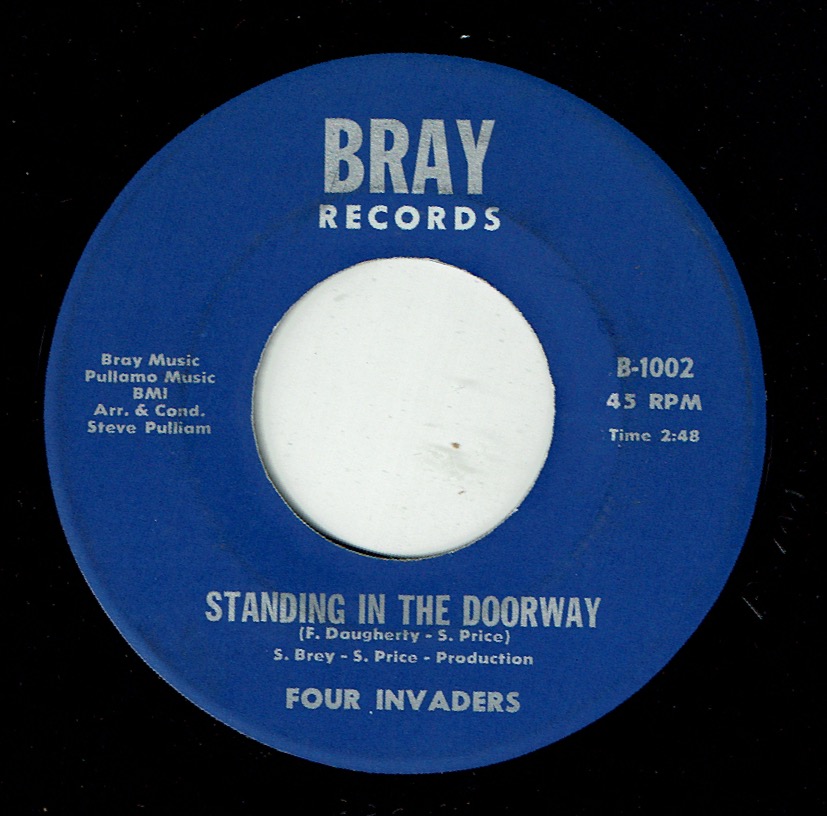 BRAY
RECORDS
Bray Music
Pullamo Music
BMI
Arr. & Cond.
Steve Pulliam
B-1002
45 RPM
Time 2:48
STANDING IN THE DOORWAY
(F. Daugherty - S. Price)
S. Brey - S. Price - Production
FOUR INVADERS